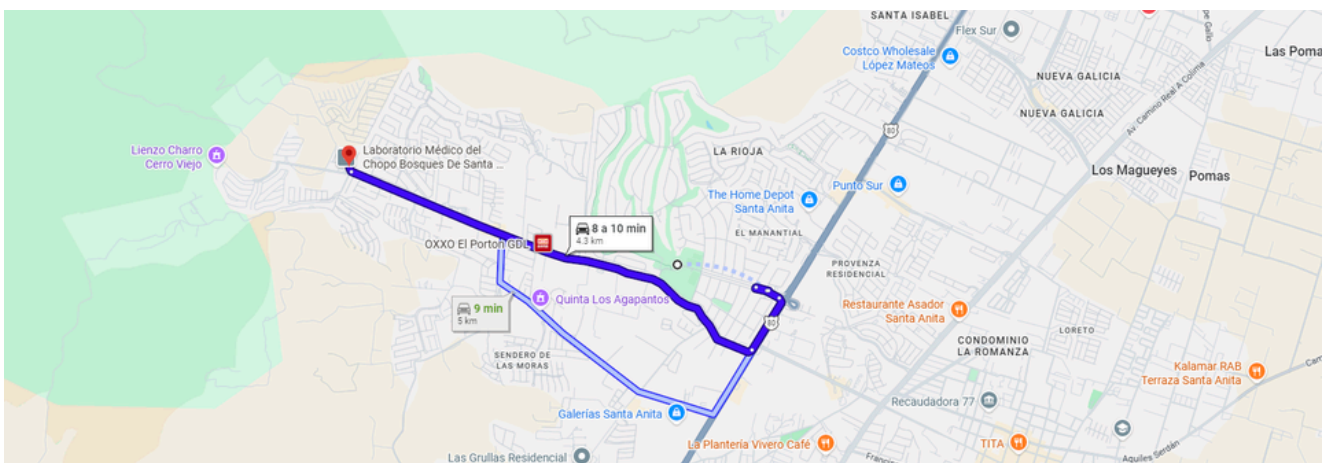 SANTA ISABEL
Flex Sur
Costco Wholesale
López Mateos
Las Poma
NUEVA GALICIA
NUEVA GALICIA
Av. Camino Real A Colima
80
Lienzo Charro
Cerro Viejo
Laboratorio Médico del
Chopo Bosques De Santa ...
LA RIOJA
Los Magueyes
Pomas
The Home Depot
Santa Anita
Punto Sur
EL MANANTIAL
OXXO El Porton GDL
8 a 10 min
4.3 km
PROVENZA
RESIDENCIAL
9 min
5 km
Quinta Los Agapantos
Restaurante Asador
Santa Anita
80
LORETO
CONDOMINIO
LA ROMANZA
SENDERO DE
LAS MORAS
Kalamar RAB
Terraza Santa Anita
Recaudadora 77
Galerías Santa Anita
La Plantería Vivero Café
TITA
Las Grullas Residencial
Aquiles Serdán